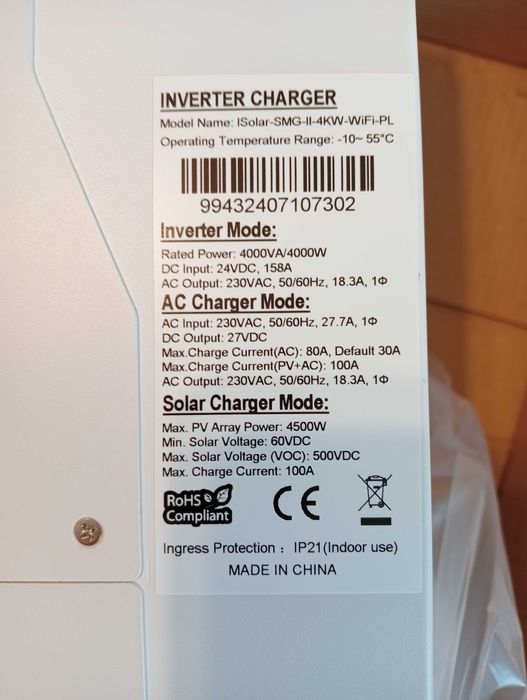 INVERTER CHARGER
Model Name: ISolar-SMG-II-4KW-WiFi-PL
Operating Temperature Range: -10~ 55°C
99432407107302
Inverter Mode:
Rated Power: 4000VA/4000W
DC Input: 24VDC, 158A
AC Output: 230VAC, 50/60Hz, 18.3A, 1Φ
AC Charger Mode:
AC Input: 230VAC, 50/60Hz, 27.7A, 1Φ
DC Output: 27VDC
Max.Charge Current(AC): 80A, Default 30A
Max.Charge Current(PV+AC): 100A
AC Output: 230VAC, 50/60Hz, 18.3A, 1Φ
Solar Charger Mode:
Max. PV Array Power: 4500W
Min. Solar Voltage: 60VDC
Max. Solar Voltage (VOC): 500VDC
Max. Charge Current: 100A
RoHS
Compliant
CE
Ingress Protection : IP21(Indoor use)
MADE IN CHINA